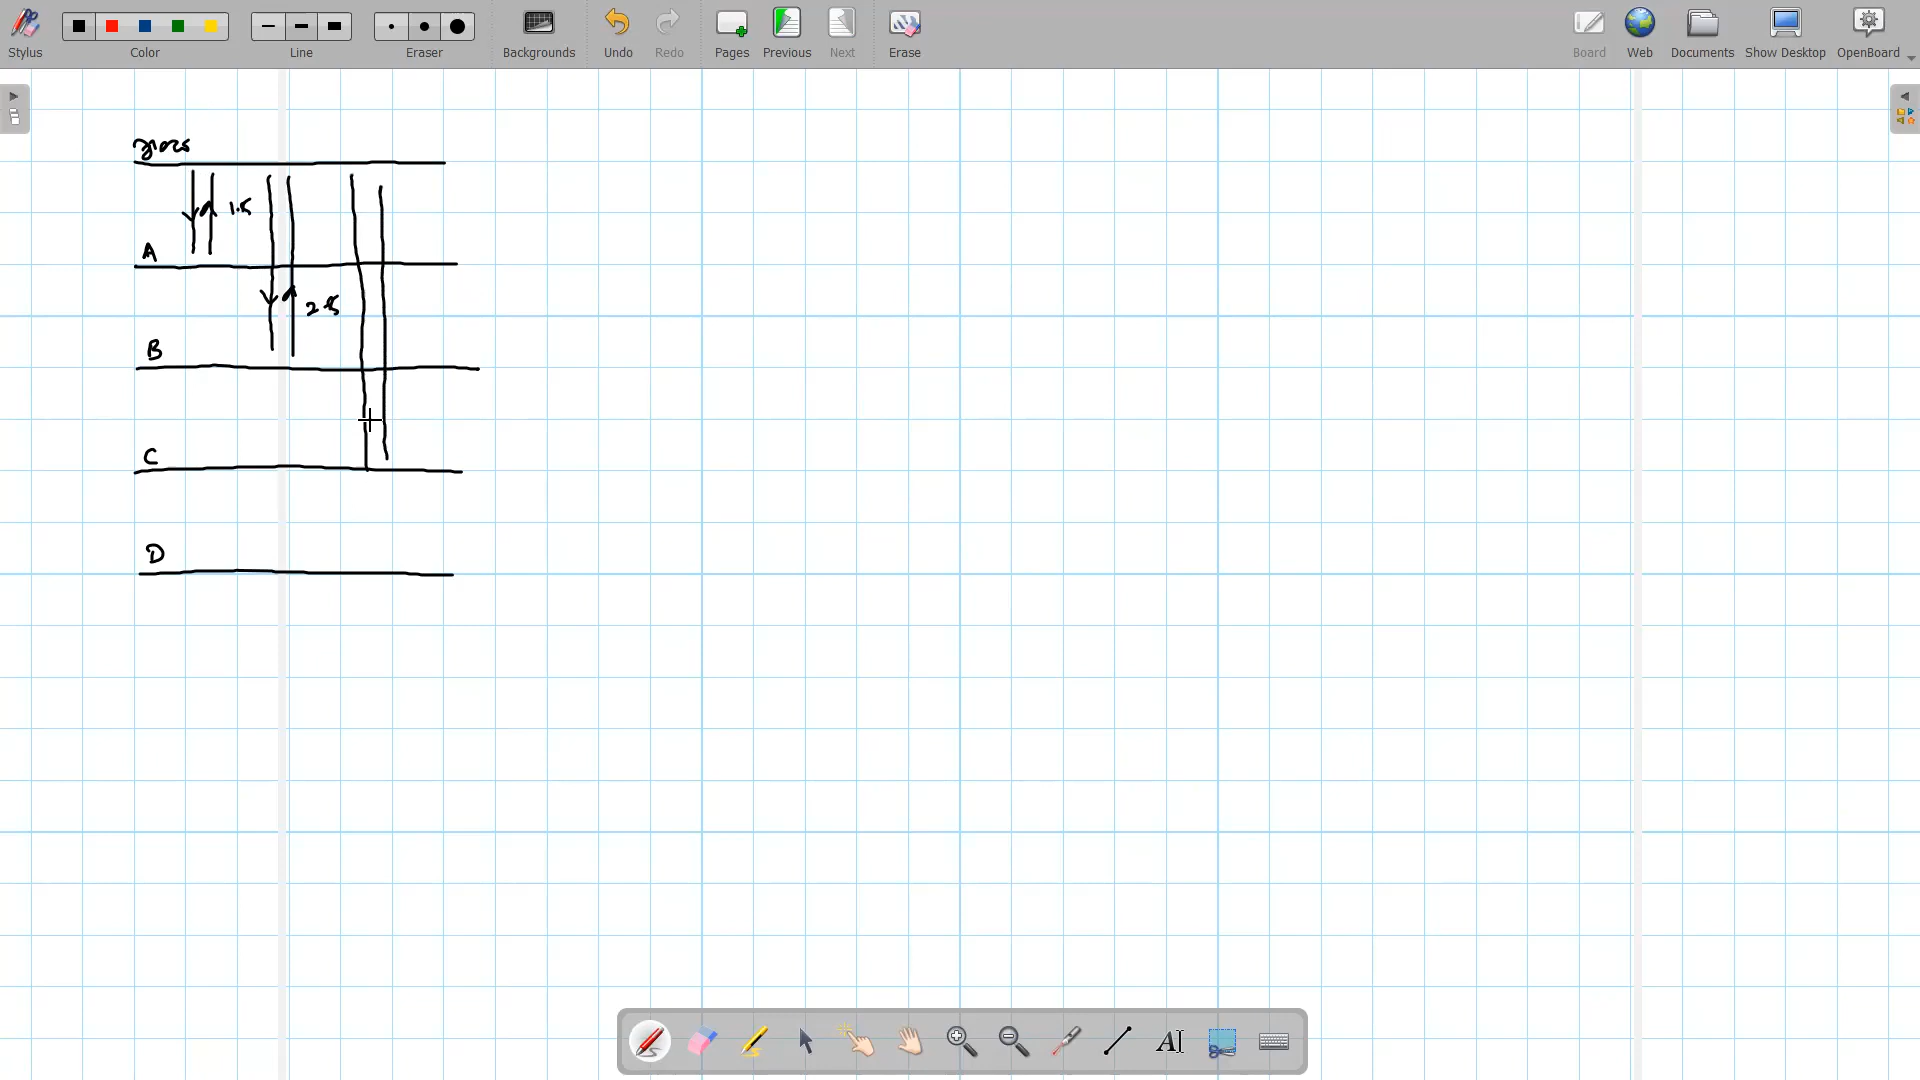 Stylus
Color
Line
Eraser
Backgrounds
Undo
Redo
Pages
Previous
Next
Erase
Board
Web
Documents
Show Desktop
OpenBoard
1.5
A
2.5
B
C
D